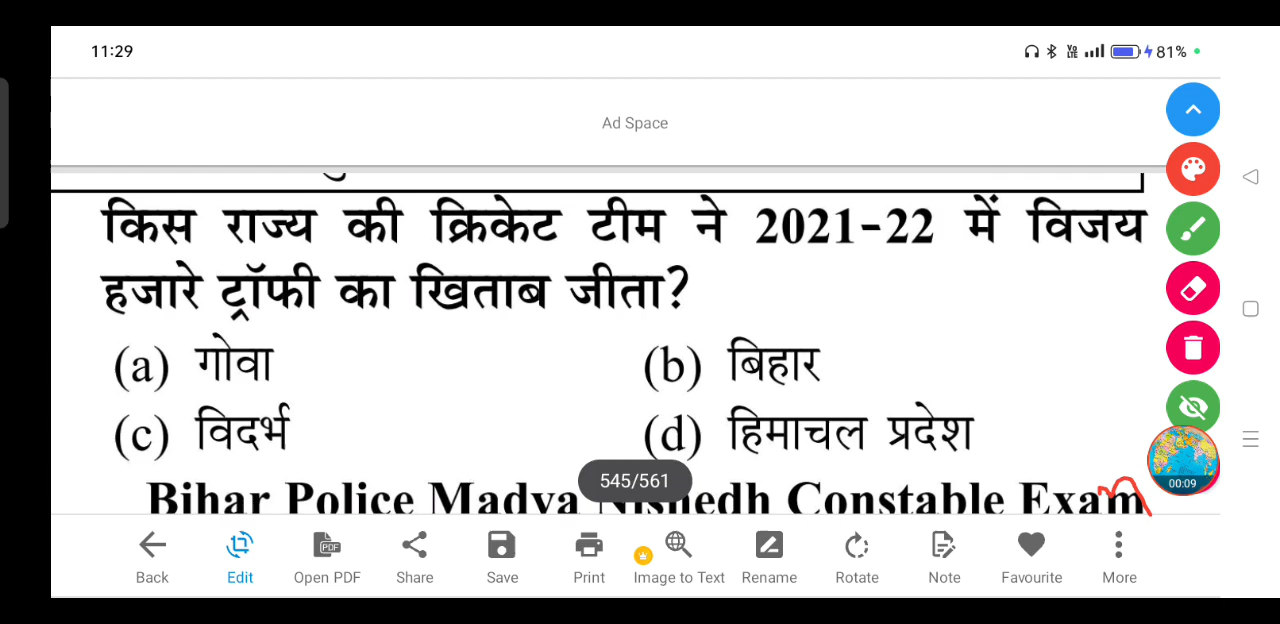 11:29
81%
Ad Space
किस राज्य की क्रिकेट टीम ने 2021-22 में विजय
हजारे ट्रॉफी का खिताब जीता?
(a) गोवा (b) बिहार
(c) विदर्भ (d) हिमाचल प्रदेश
545/561
Bihar Police Madya Nishedh Constable Exam
00:09
Back Edit Open PDF Share Save Print Image to Text Rename Rotate Note Favourite More